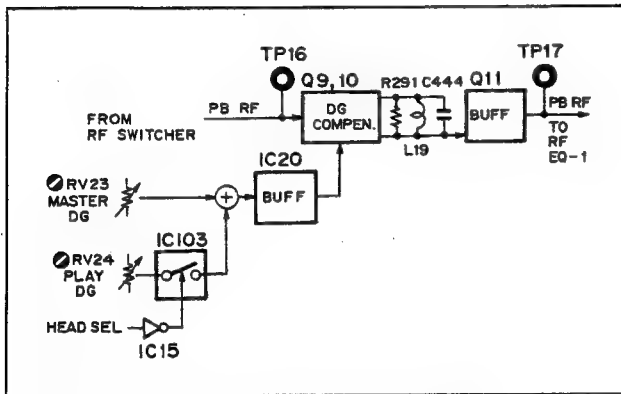 TP16
TP17
Q9,10
R291 C444
Q11
FROM
RF SWITCHER
PB RF
DG
COMPEN.
L19
BUFF
PB RF
TO
RF
EQ-1
IC20
RV23
MASTER
DG
+
BUFF
IC103
RV24
PLAY
DG
HEAD SEL
IC15